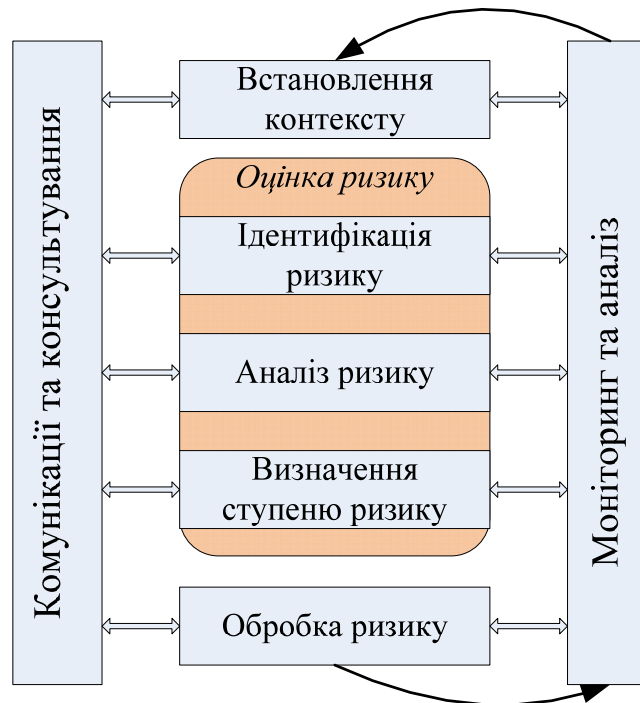 Комунікації та консультування
Встановлення
контексту
Оцінка ризику
Ідентифікація
ризику
Аналіз ризику
Визначення
ступеню ризику
Обробка ризику
Моніторинг та аналіз